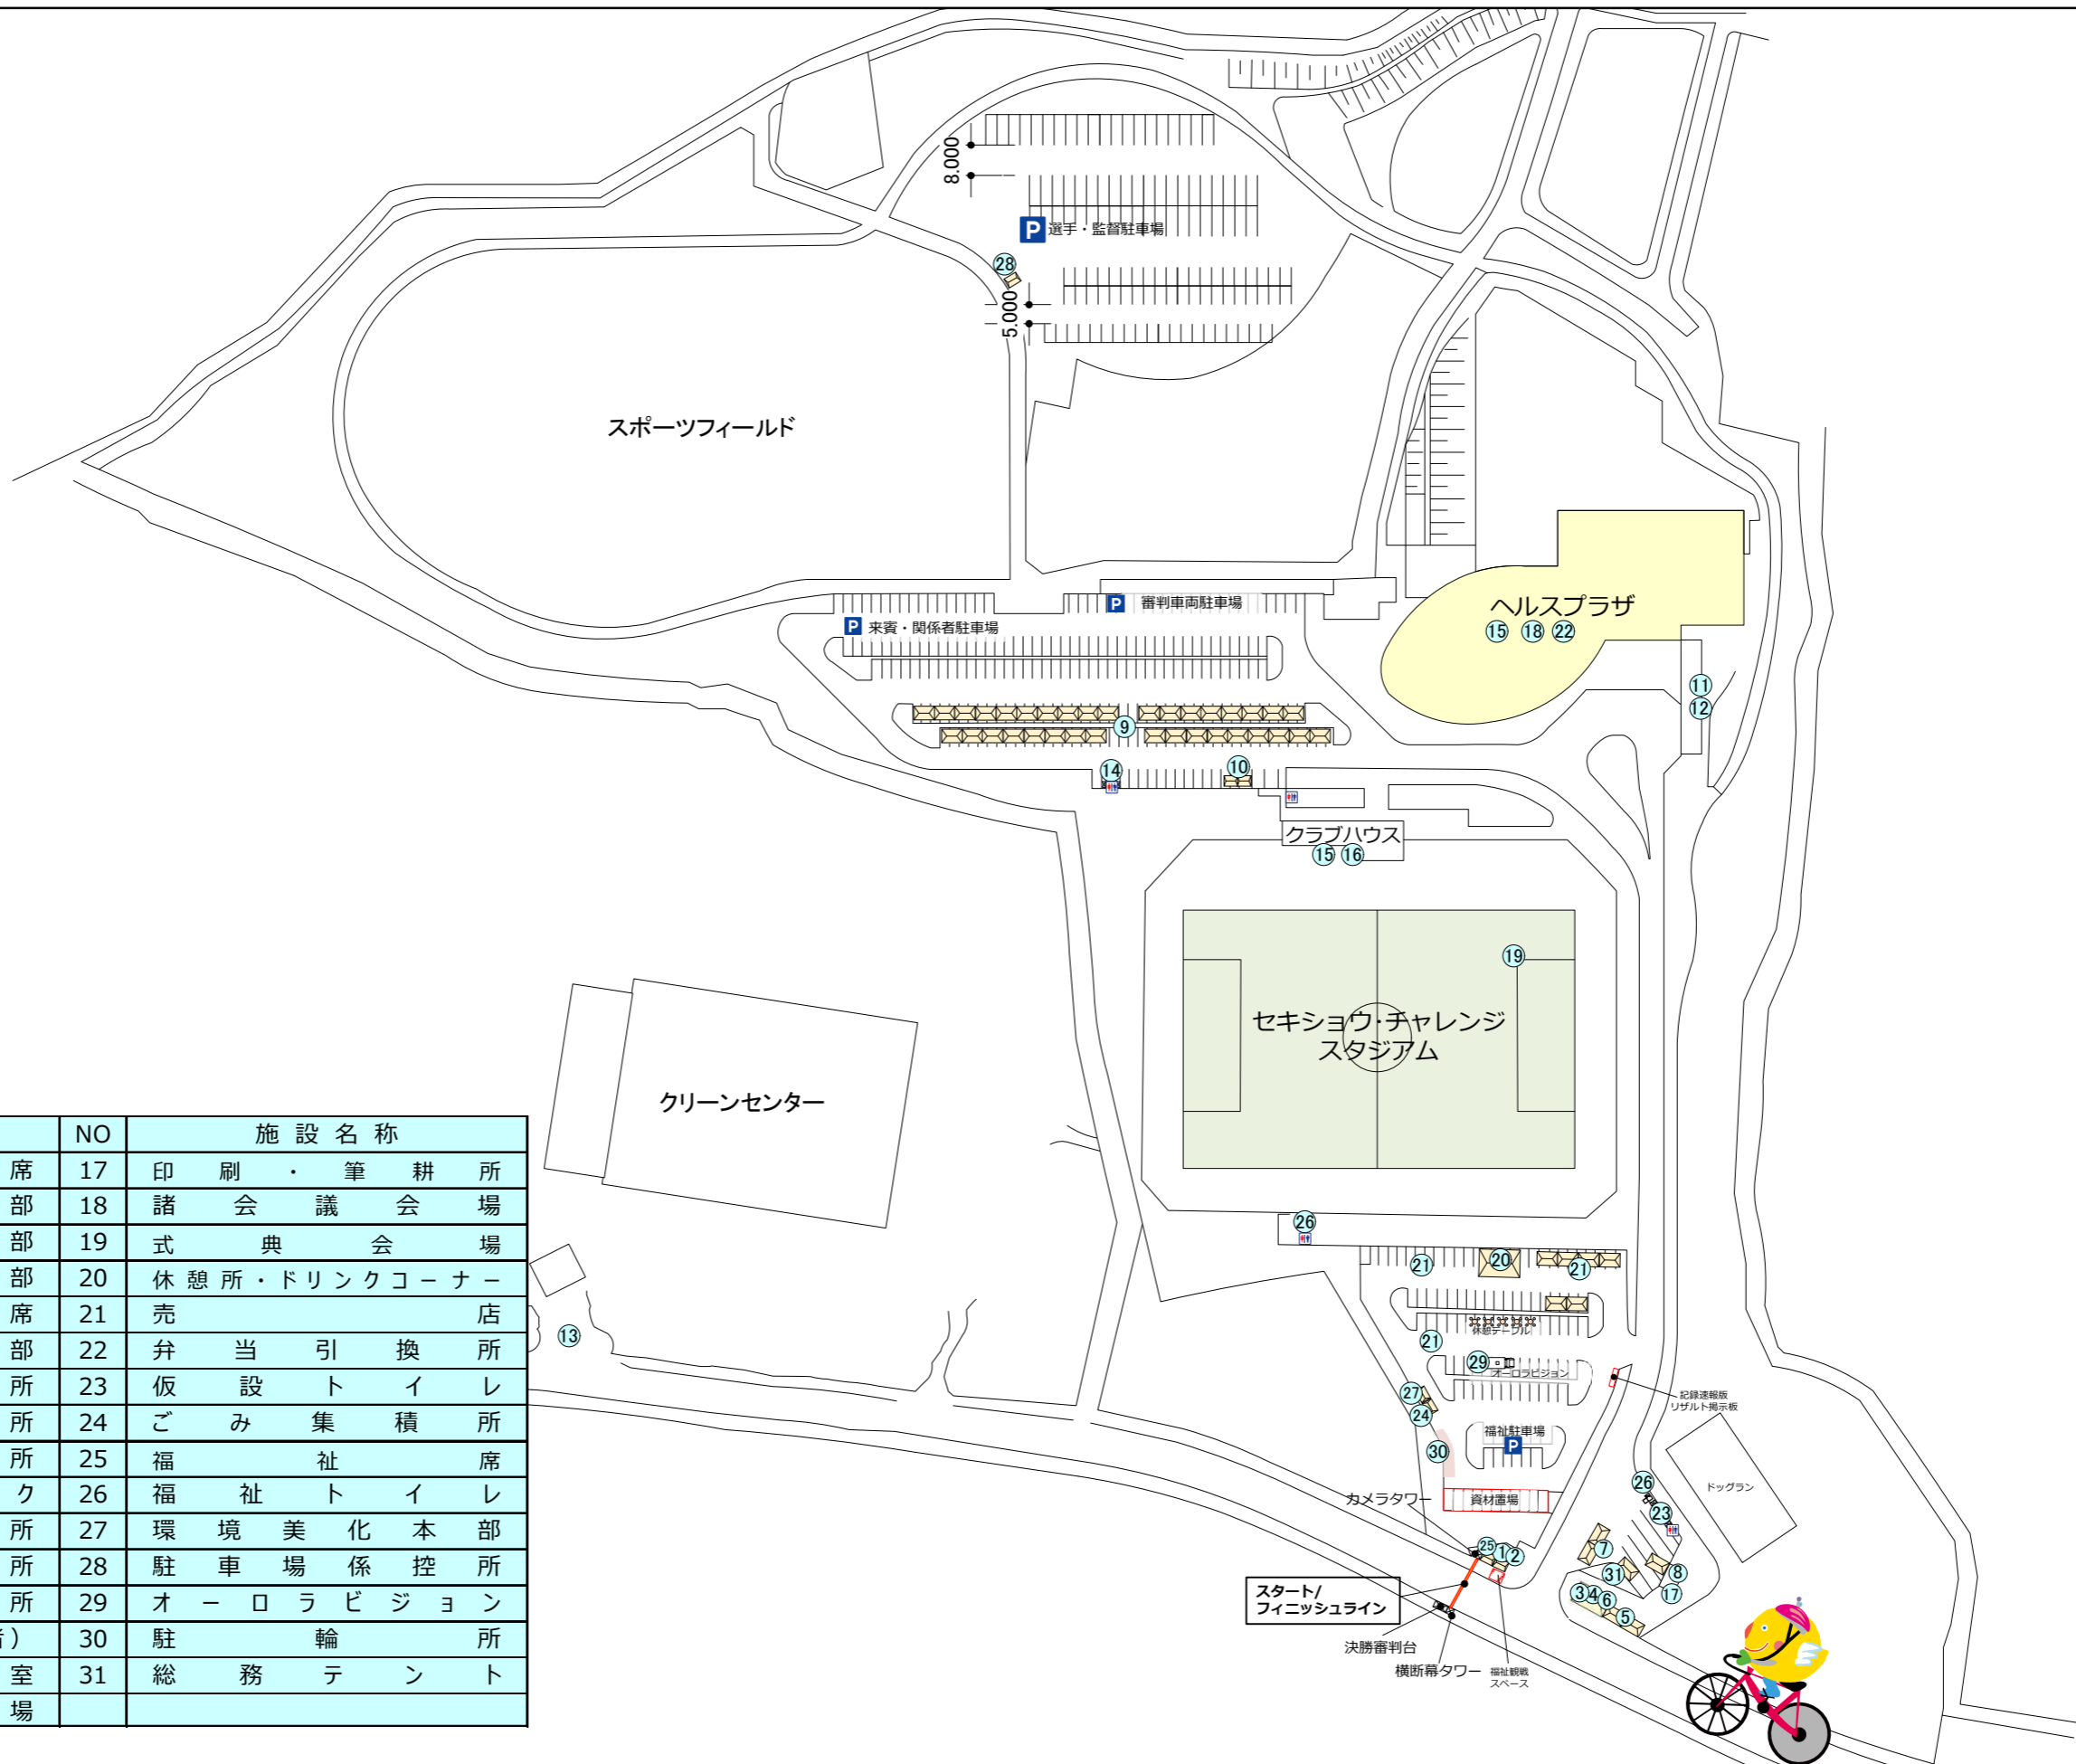 8.000
P 選手・監督駐車場
28
5.000
スポーツフィールド
P 審判車両駐車場
P 来賓・関係者駐車場
ヘルスプラザ
15 18 22
11
12
9
14
10
クラブハウス
15 16
19
セキショウ・チャレンジ
スタジアム
クリーンセンター
13
26
21
20
21
休憩テーブル
21
29
オーロラビジョン
27
24
記録速報版
リザルト掲示板
福祉駐車場
P
30
ドッグラン
カメラタワー
資材置場
26
23
25 1 2
7
31
8
17
3 4 6
5
スタート/
フィニッシュライン
決勝審判台
横断幕タワー
福祉観戦
スペース
NO 施設名称
席 17 印刷・筆耕所
部 18 諸会議会場
部 19 式典会場
部 20 休憩所・ドリンクコーナー
席 21 売店
部 22 弁当引換所
所 23 仮設トイレ
所 24 ごみ集積所
所 25 福祉席
ク 26 福祉トイレ
所 27 環境美化本部
所 28 駐車場係控所
所 29 オーロラビジョン
） 30 駐輪所
室 31 総務テント
場